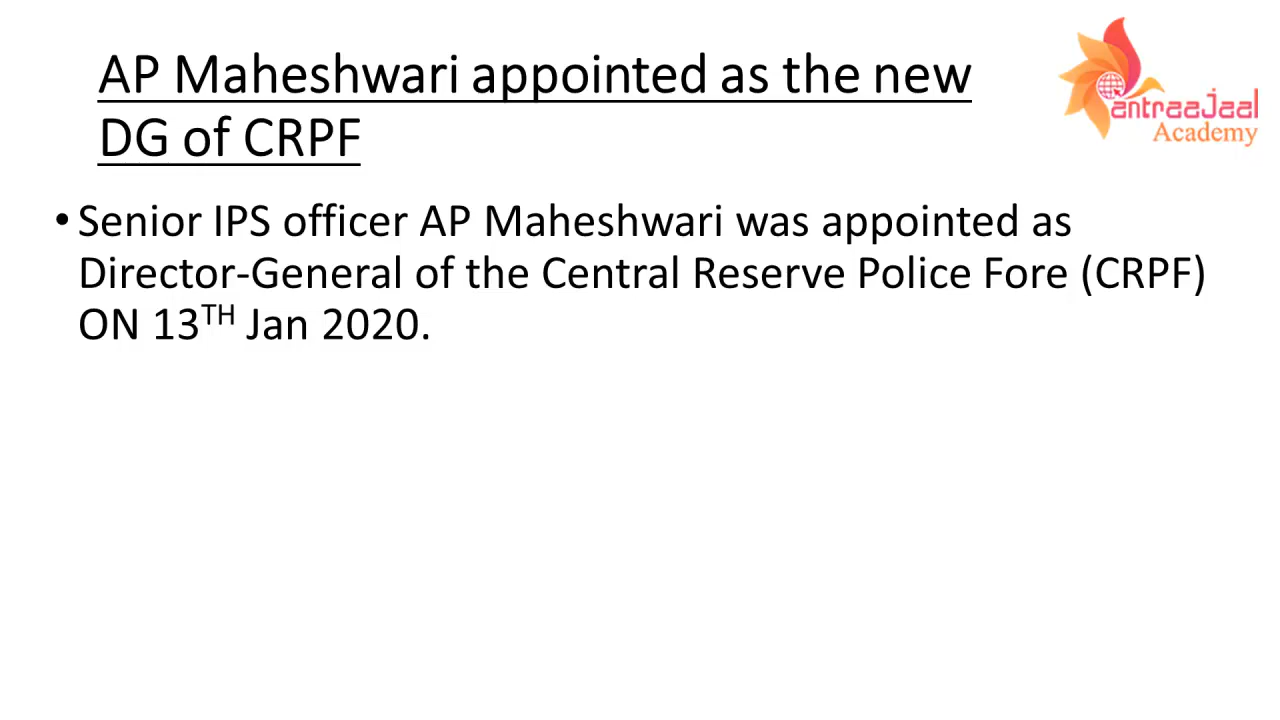 AP Maheshwari appointed as the new
DG of CRPF
antraajaal
Academy
• Senior IPS officer AP Maheshwari was appointed as
Director-General of the Central Reserve Police Fore (CRPF)
ON 13TH Jan 2020.